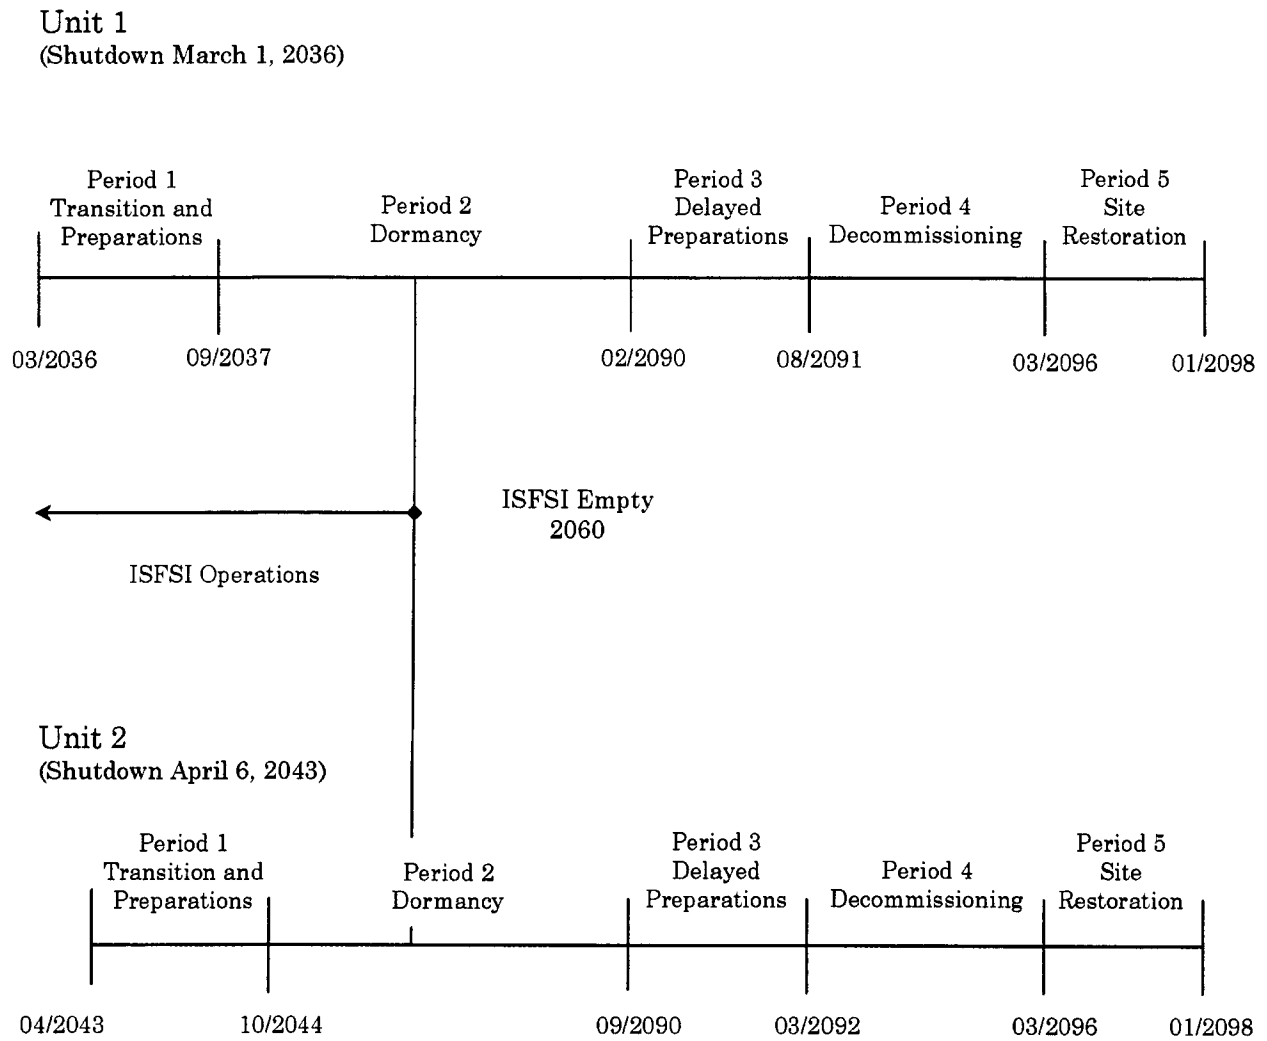 Unit 1
(Shutdown March 1, 2036)
Period 1
Transition and
Preparations
Period 2
Dormancy
Period 3
Delayed
Preparations
Period 4
Decommissioning
Period 5
Site
Restoration
03/2036
09/2037
02/2090
08/2091
03/2096
01/2098
ISFSI Empty
2060
ISFSI Operations
Unit 2
(Shutdown April 6, 2043)
Period 1
Transition and
Preparations
Period 2
Dormancy
Period 3
Delayed
Preparations
Period 4
Decommissioning
Period 5
Site
Restoration
04/2043
10/2044
09/2090
03/2092
03/2096
01/2098